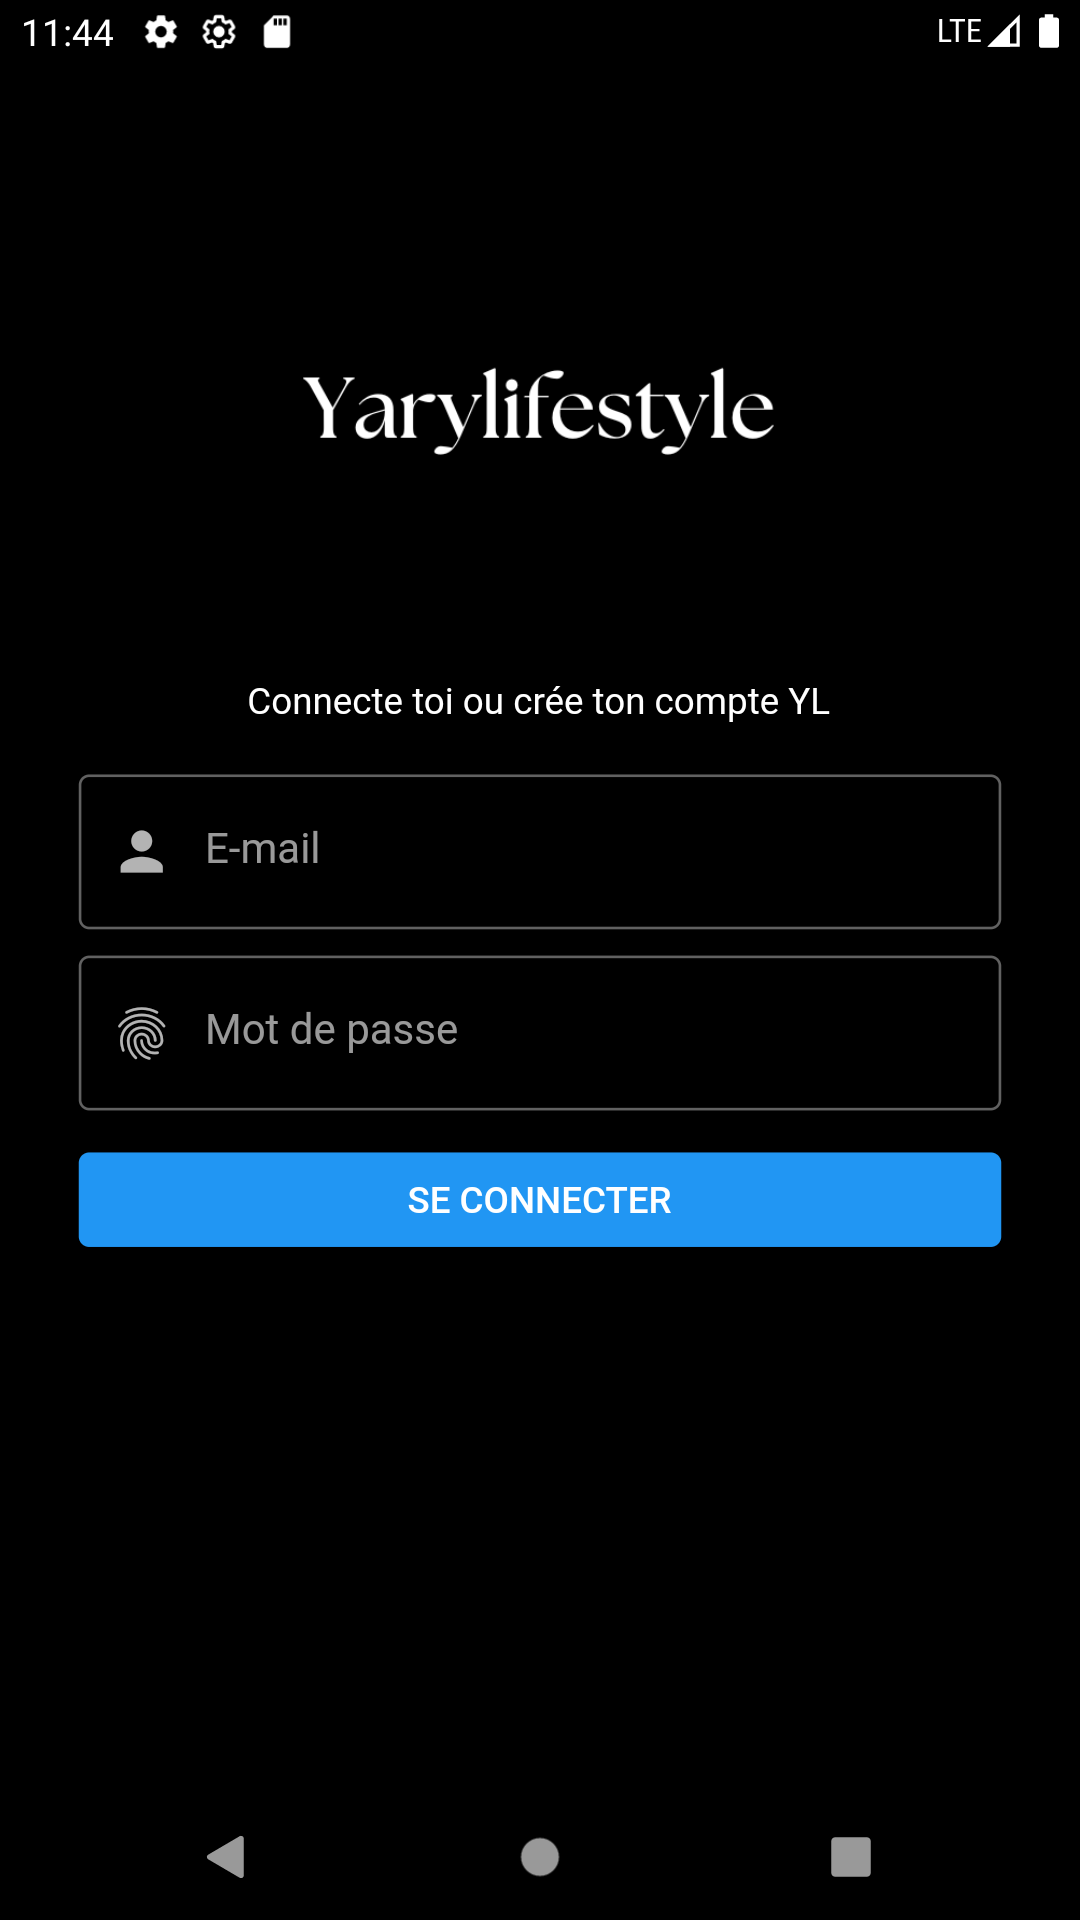 11:44 LTE
Yarylifestyle
Connecte toi ou crée ton compte YL
E-mail
Mot de passe
SE CONNECTER